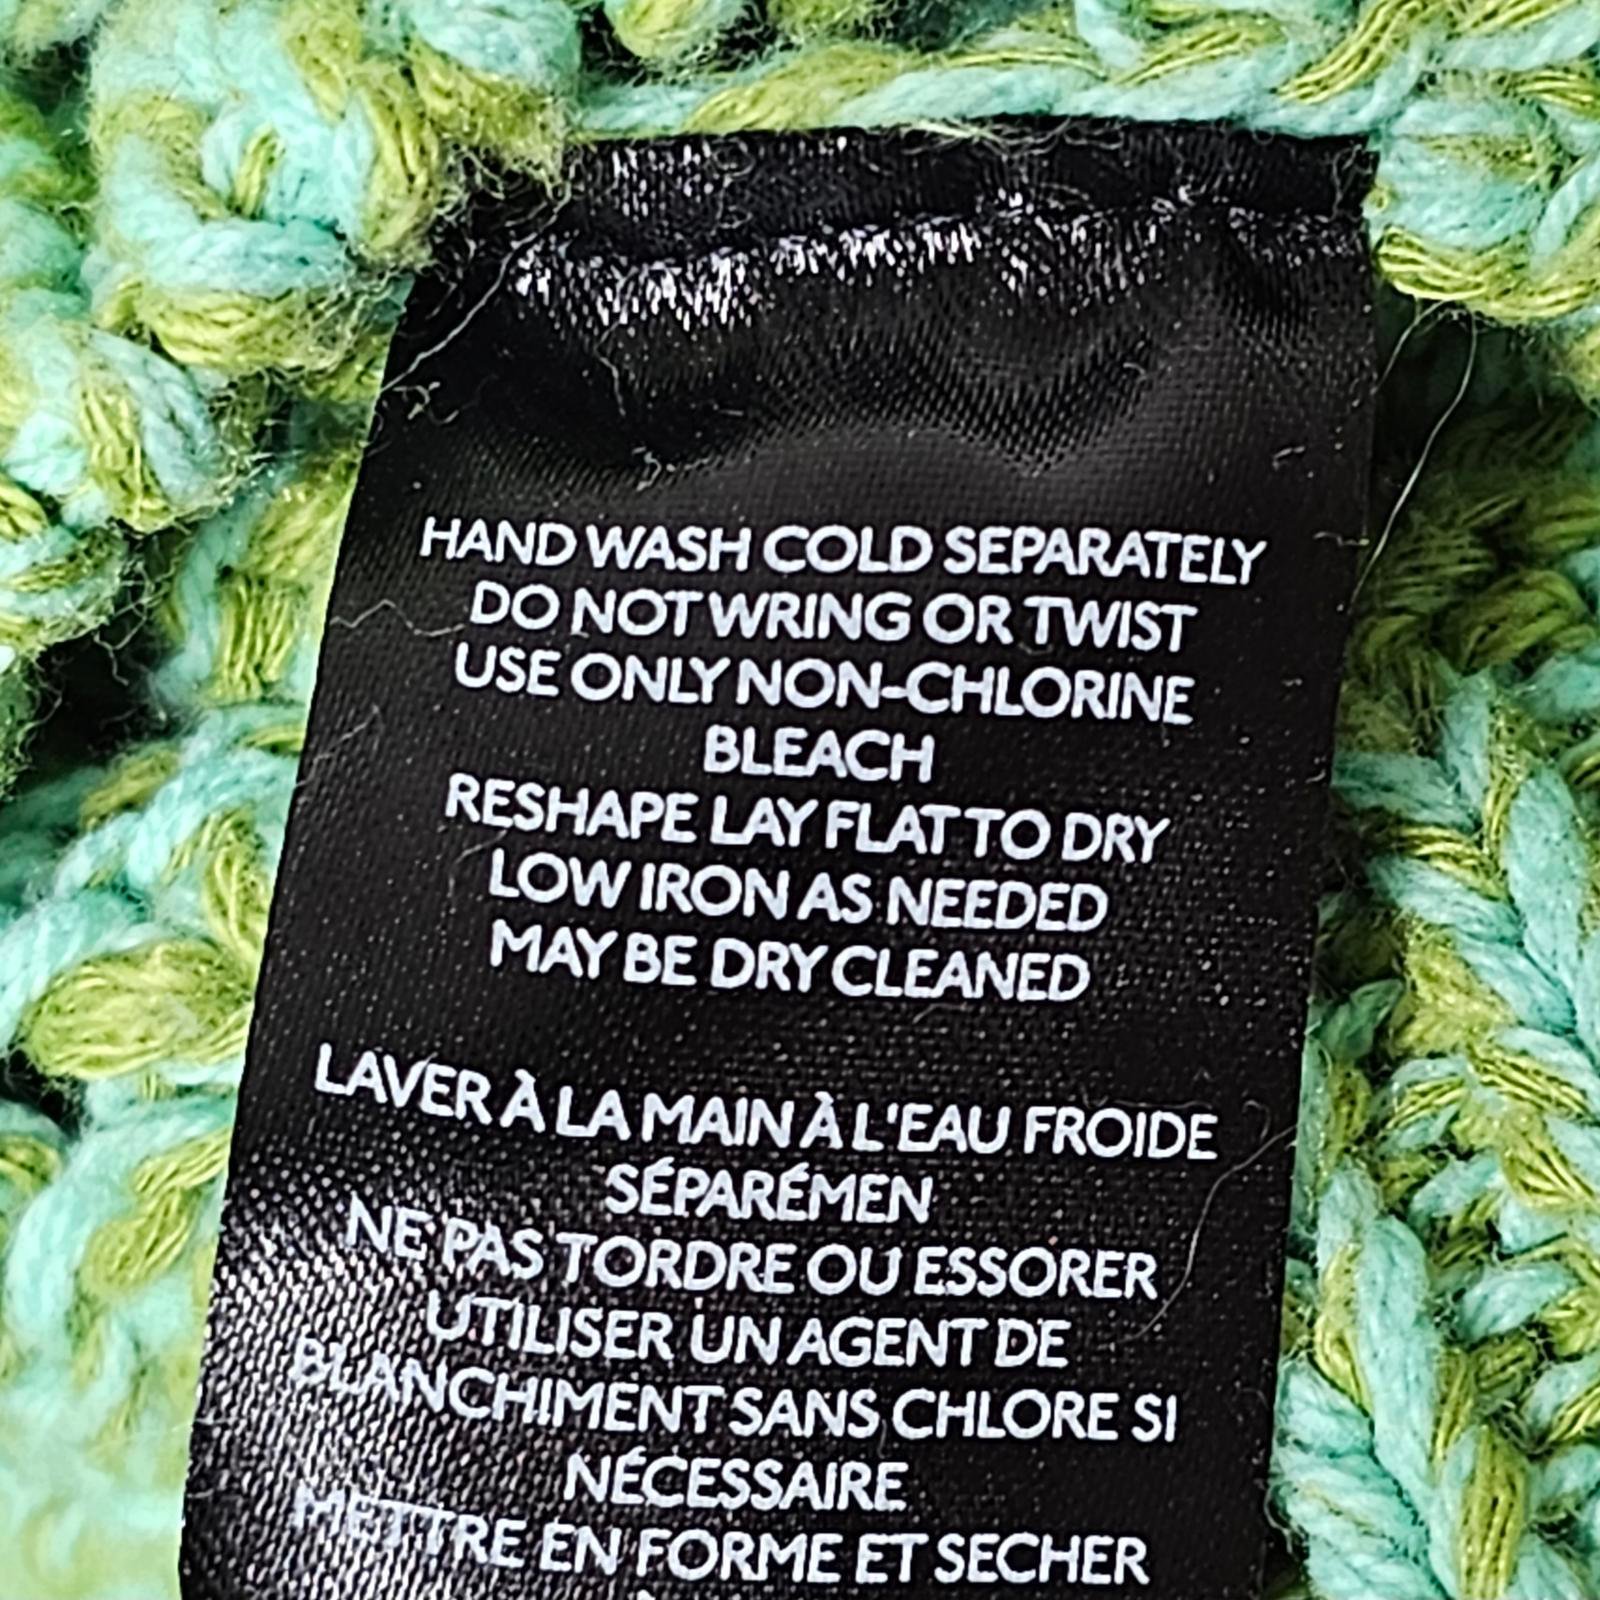 HAND WASH COLD SEPARATELY
DO NOT WRING OR TWIST
USE ONLY NON-CHLORINE
BLEACH
RESHAPE LAY FLAT TO DRY
LOW IRON AS NEEDED
MAY BE DRY CLEANED
LAVER À LA MAIN À L'EAU FROIDE
SÉPARÉMEN
NE PAS TORDRE OU ESSORER
UTILISER UN AGENT DE
BLANCHIMENT SANS CHLORE SI
NÉCESSAIRE
METTRE EN FORME ET SECHER